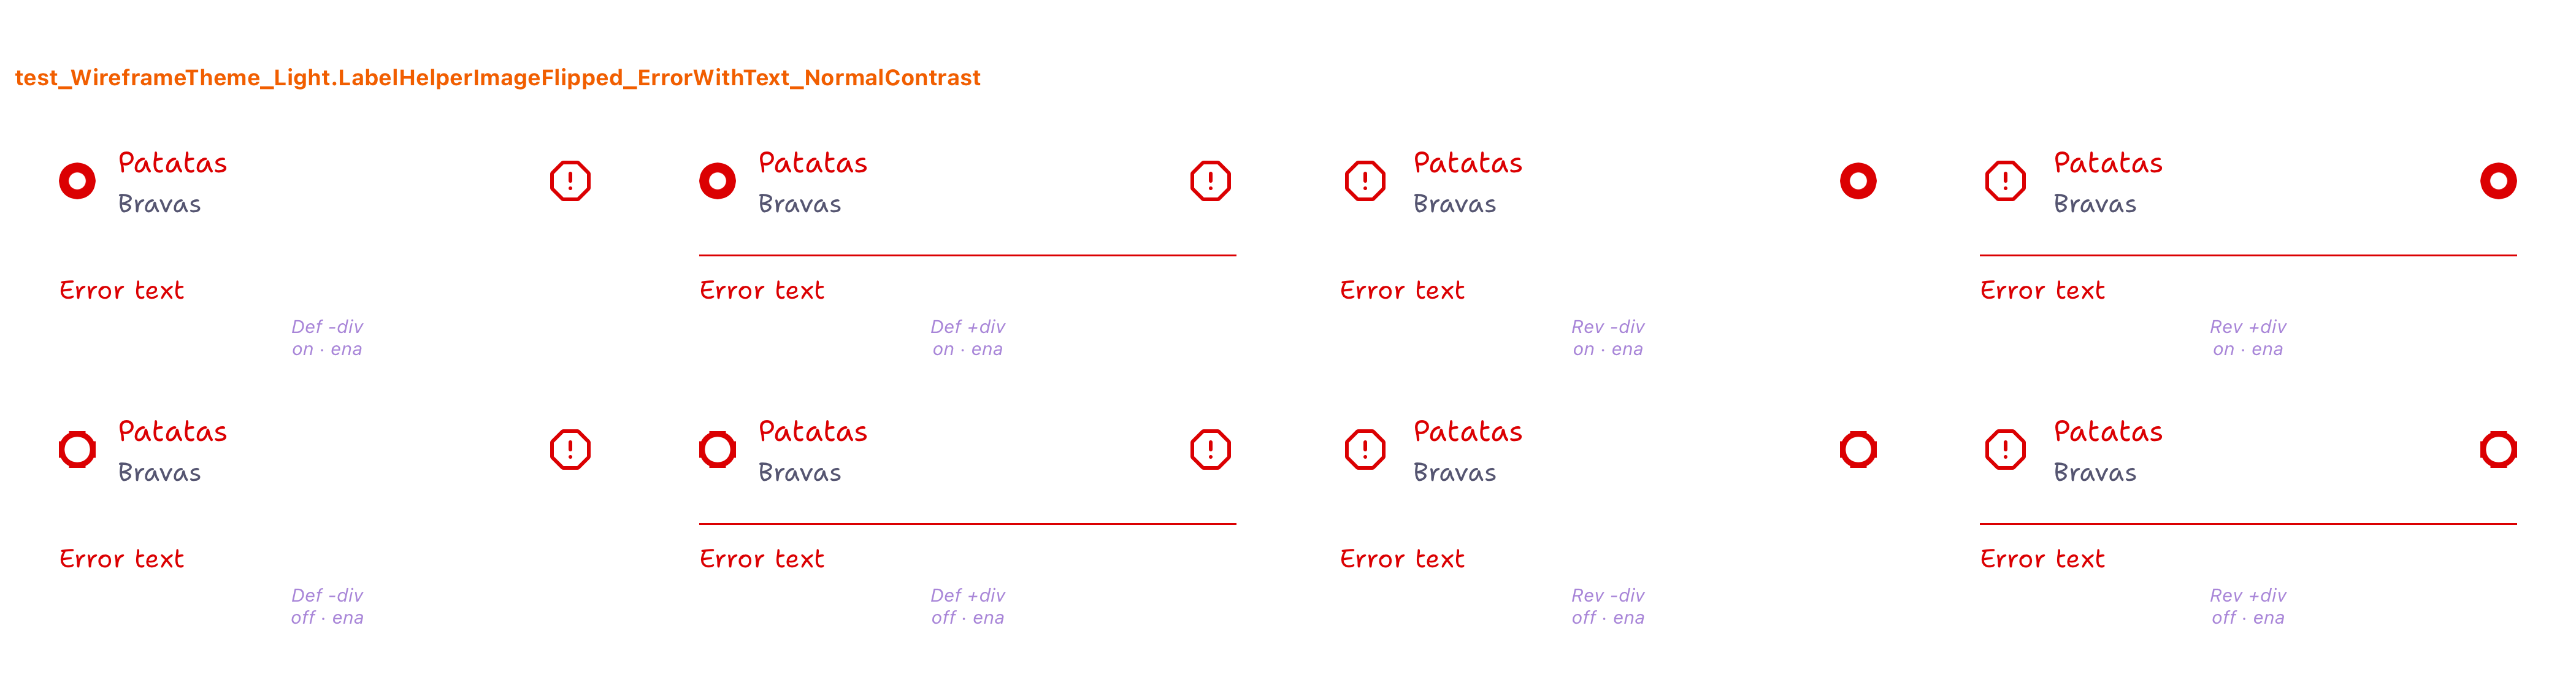 test_WireframeTheme_Light.LabelHelperImageFlipped_ErrorWithText_NormalContrast
Patatas
Bravas
Error text
Def -div
on · ena
Patatas
Bravas
Error text
Def +div
on · ena
Patatas
Bravas
Error text
Rev -div
on · ena
Patatas
Bravas
Error text
Rev +div
on · ena
Patatas
Bravas
Error text
Def -div
off · ena
Patatas
Bravas
Error text
Def +div
off · ena
Patatas
Bravas
Error text
Rev -div
off · ena
Patatas
Bravas
Error text
Rev +div
off · ena